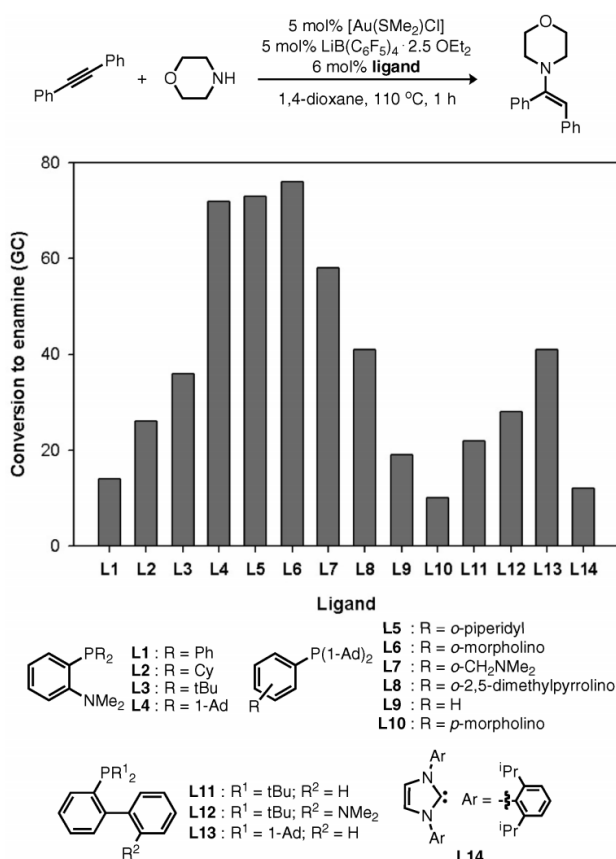 5 mol% [Au(SMe2)Cl]
5 mol% LiB(C6F5)4 · 2.5 OEt2
6 mol% ligand
1,4-dioxane, 110 °C, 1 h
Ph
Ph
+
O
NH
O
N
Ph
Ph
Conversion to enamine (GC)
80
60
40
20
0
L1 L2 L3 L4 L5 L6 L7 L8 L9 L10 L11 L12 L13 L14
Ligand
PR2
NMe2
L1 : R = Ph
L2 : R = Cy
L3 : R = tBu
L4 : R = 1-Ad
P(1-Ad)2
R
L5 : R = o-piperidyl
L6 : R = o-morpholino
L7 : R = o-CH2NMe2
L8 : R = o-2,5-dimethylpyrrolino
L9 : R = H
L10 : R = p-morpholino
PR12
R2
L11 : R1 = tBu; R2 = H
L12 : R1 = tBu; R2 = NMe2
L13 : R1 = 1-Ad; R2 = H
Ar
N
N
Ar
Ar =
iPr
iPr
L14